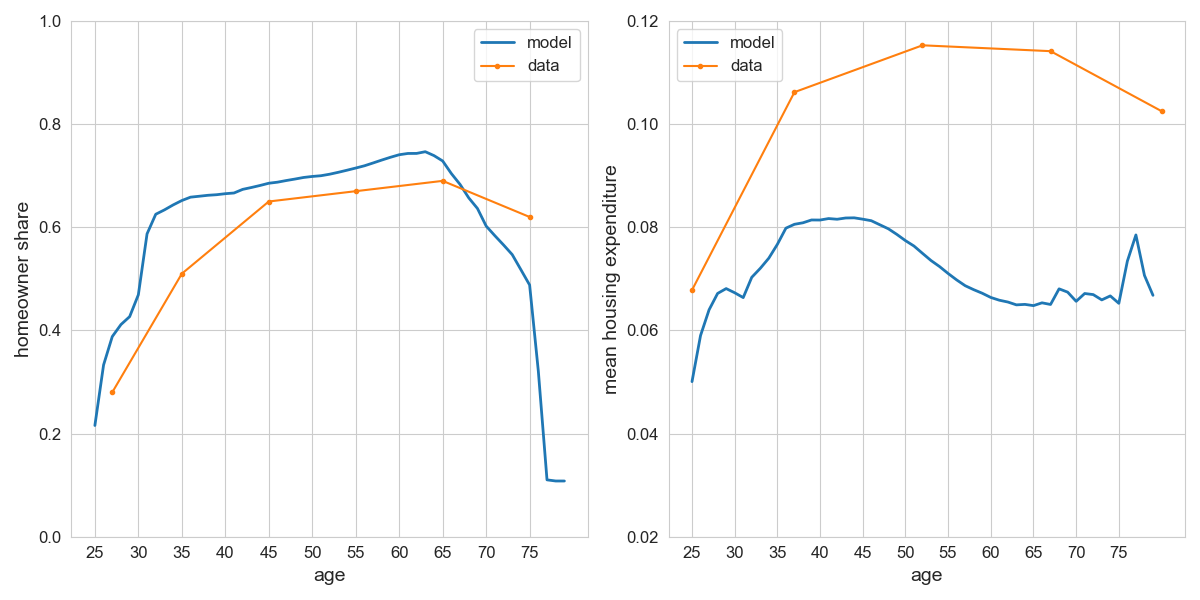 model
data
1.0
0.8
0.6
0.4
0.2
0.0
25 30 35 40 45 50 55 60 65 70 75
age
homeowner share
model
data
0.12
0.10
0.08
0.06
0.04
0.02
25 30 35 40 45 50 55 60 65 70 75
age
mean housing expenditure